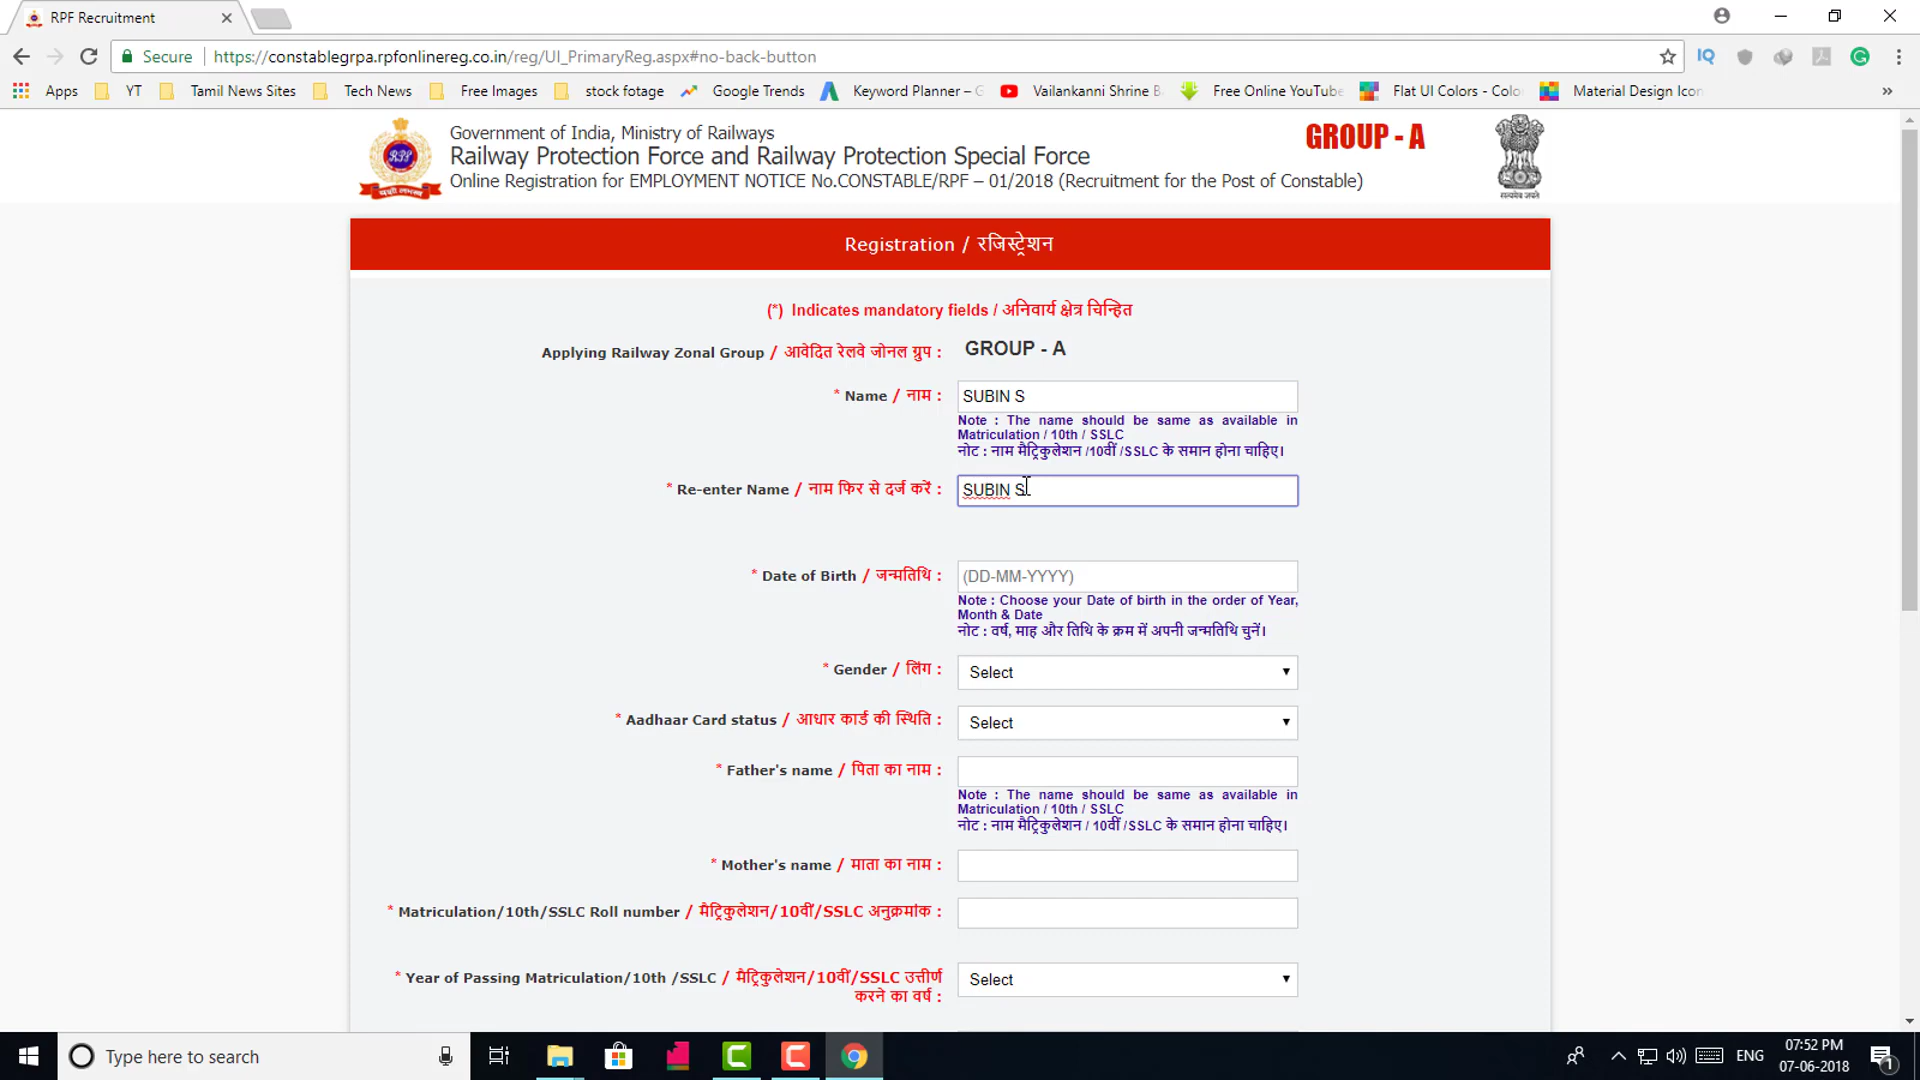 RPF Recruitment
Secure
https://constablegrpa.rpfonlinereg.co.in/reg/UI_PrimaryReg.aspx#no-back-button
Apps YT Tamil News Sites Tech News Free Images stock fotage Google Trends Keyword Planner – G Vailankanni Shrine B Free Online YouTube Flat UI Colors - Colo Material Design Icon »
Government of India, Ministry of Railways
Railway Protection Force and Railway Protection Special Force
Online Registration for EMPLOYMENT NOTICE No.CONSTABLE/RPF – 01/2018 (Recruitment for the Post of Constable)
GROUP - A
RPF
सत्यमेव जयते
Registration / रजिस्ट्रेशन
(*) Indicates mandatory fields / अनिवार्य क्षेत्र चिन्हित
Applying Railway Zonal Group / आवेदित रेलवे जोनल ग्रुप : GROUP - A
* Name / नाम : SUBIN S
Note : The name should be same as available in
Matriculation / 10th / SSLC
नोट : नाम मैट्रिकुलेशन /10वीं /SSLC के समान होना चाहिए।
* Re-enter Name / नाम फिर से दर्ज करें : SUBIN S
* Date of Birth / जन्मतिथि : (DD-MM-YYYY)
Note : Choose your Date of birth in the order of Year,
Month & Date
नोट : वर्ष, माह और तिथि के क्रम में अपनी जन्मतिथि चुनें।
* Gender / लिंग : Select
* Aadhaar Card status / आधार कार्ड की स्थिति : Select
* Father's name / पिता का नाम :
Note : The name should be same as available in
Matriculation / 10th / SSLC
नोट : नाम मैट्रिकुलेशन / 10वीं /SSLC के समान होना चाहिए।
* Mother's name / माता का नाम :
* Matriculation/10th/SSLC Roll number / मैट्रिकुलेशन/10वीं/SSLC अनुक्रमांक :
* Year of Passing Matriculation/10th /SSLC / मैट्रिकुलेशन/10वीं/SSLC उत्तीर्ण
करने का वर्ष : Select
Type here to search
ENG
07:52 PM
07-06-2018
1